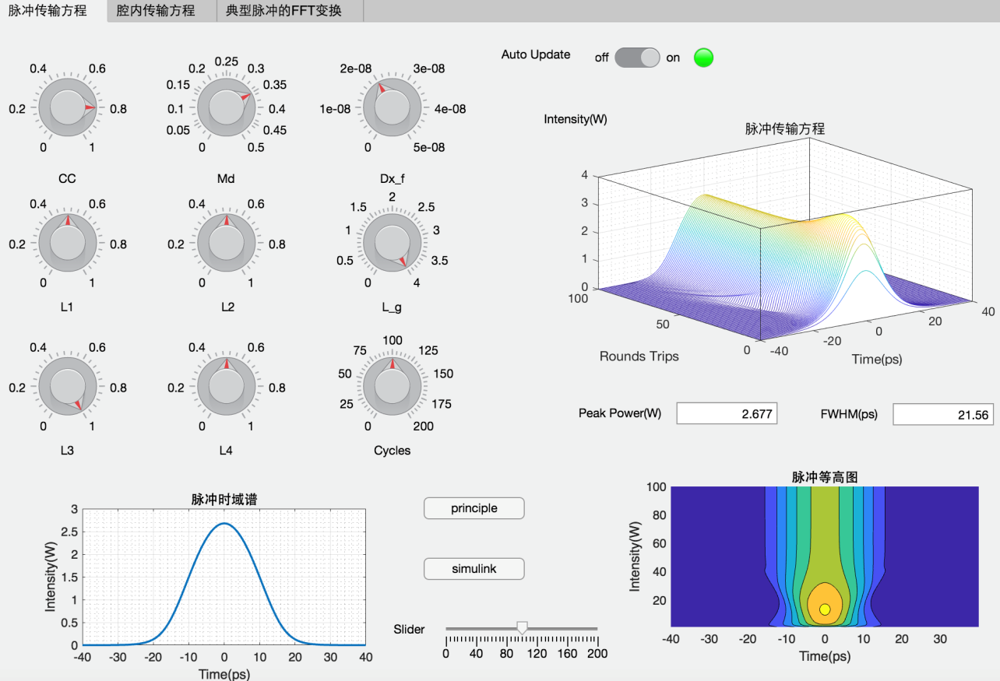 脉冲传输方程 腔内传输方程 典型脉冲的FFT变换
Auto Update off on
0 0.2 0.4 0.6 0.8 1
CC
0 0.05 0.1 0.15 0.2 0.25 0.3 0.35 0.4 0.45 0.5
Md
0 1e-08 2e-08 3e-08 4e-08 5e-08
Dx_f
0 0.2 0.4 0.6 0.8 1
L1
0 0.2 0.4 0.6 0.8 1
L2
0 0.5 1 1.5 2 2.5 3 3.5 4
L_g
0 0.2 0.4 0.6 0.8 1
L3
0 0.2 0.4 0.6 0.8 1
L4
0 25 50 75 100 125 150 175 200
Cycles
Intensity(W)
脉冲传输方程
4
3
2
1
0
100 50 0
-40 -20 0 20 40
Rounds Trips
Time(ps)
Peak Power(W) 2.677 FWHM(ps) 21.56
脉冲时域谱
Intensity(W)
3
2.5
2
1.5
1
0.5
0
-40 -30 -20 -10 0 10 20 30 40
Time(ps)
principle
simulink
Slider
0 40 80 120 160 200
脉冲等高图
Intensity(W)
100
80
60
40
20
-40 -30 -20 -10 0 10 20 30
Time(ps)